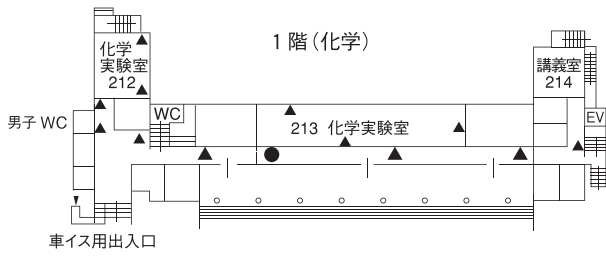 1階(化学)
化学
実験室
212
講義室
214
男子 WC
WC
213 化学実験室
EV
車イス用出入口